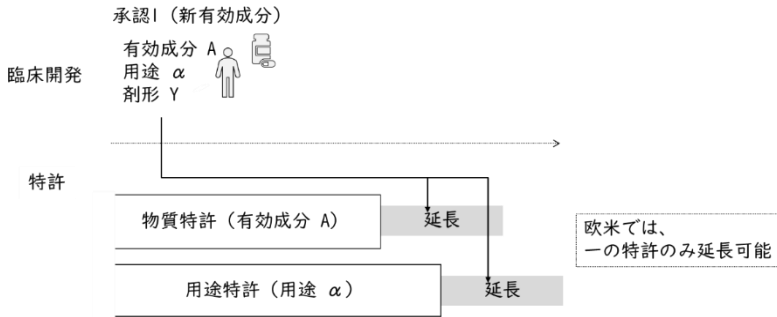 承認I（新有効成分）
有効成分 A
用途 α
剤形 Y
臨床開発
特許
物質特許（有効成分 A）
延長
用途特許（用途 α）
延長
欧米では、
一の特許のみ延長可能